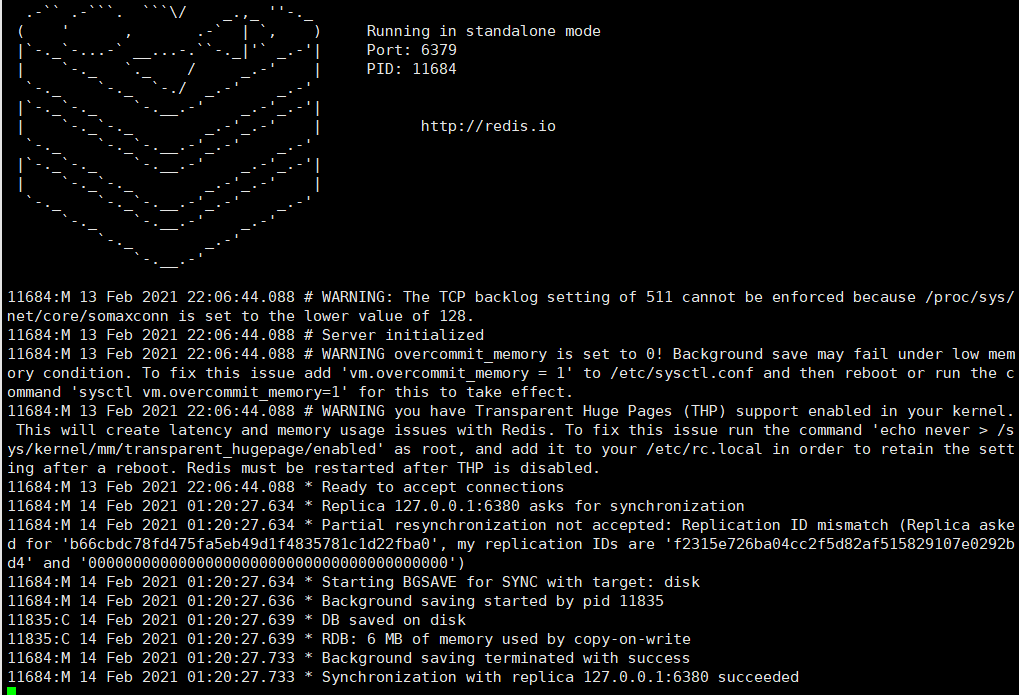 Running in standalone mode
Port: 6379
PID: 11684
http://redis.io
11684:M 13 Feb 2021 22:06:44.088 # WARNING: The TCP backlog setting of 511 cannot be enforced because /proc/sys/
net/core/somaxconn is set to the lower value of 128.
11684:M 13 Feb 2021 22:06:44.088 # Server initialized
11684:M 13 Feb 2021 22:06:44.088 # WARNING overcommit_memory is set to 0! Background save may fail under low mem
ory condition. To fix this issue add 'vm.overcommit_memory = 1' to /etc/sysctl.conf and then reboot or run the c
ommand 'sysctl vm.overcommit_memory=1' for this to take effect.
11684:M 13 Feb 2021 22:06:44.088 # WARNING you have Transparent Huge Pages (THP) support enabled in your kernel.
This will create latency and memory usage issues with Redis. To fix this issue run the command 'echo never > /s
ys/kernel/mm/transparent_hugepage/enabled' as root, and add it to your /etc/rc.local in order to retain the sett
ing after a reboot. Redis must be restarted after THP is disabled.
11684:M 13 Feb 2021 22:06:44.088 * Ready to accept connections
11684:M 14 Feb 2021 01:20:27.634 * Replica 127.0.0.1:6380 asks for synchronization
11684:M 14 Feb 2021 01:20:27.634 * Partial resynchronization not accepted: Replication ID mismatch (Replica aske
d for 'b66cbdc78fd475fa5eb49d1f4835781c1d22fba0', my replication IDs are 'f2315e726ba04cc2f5d82af515829107e0292b
d4' and '0000000000000000000000000000000000000000')
11684:M 14 Feb 2021 01:20:27.634 * Starting BGSAVE for SYNC with target: disk
11684:M 14 Feb 2021 01:20:27.636 * Background saving started by pid 11835
11835:C 14 Feb 2021 01:20:27.639 * DB saved on disk
11835:C 14 Feb 2021 01:20:27.639 * RDB: 6 MB of memory used by copy-on-write
11684:M 14 Feb 2021 01:20:27.733 * Background saving terminated with success
11684:M 14 Feb 2021 01:20:27.733 * Synchronization with replica 127.0.0.1:6380 succeeded